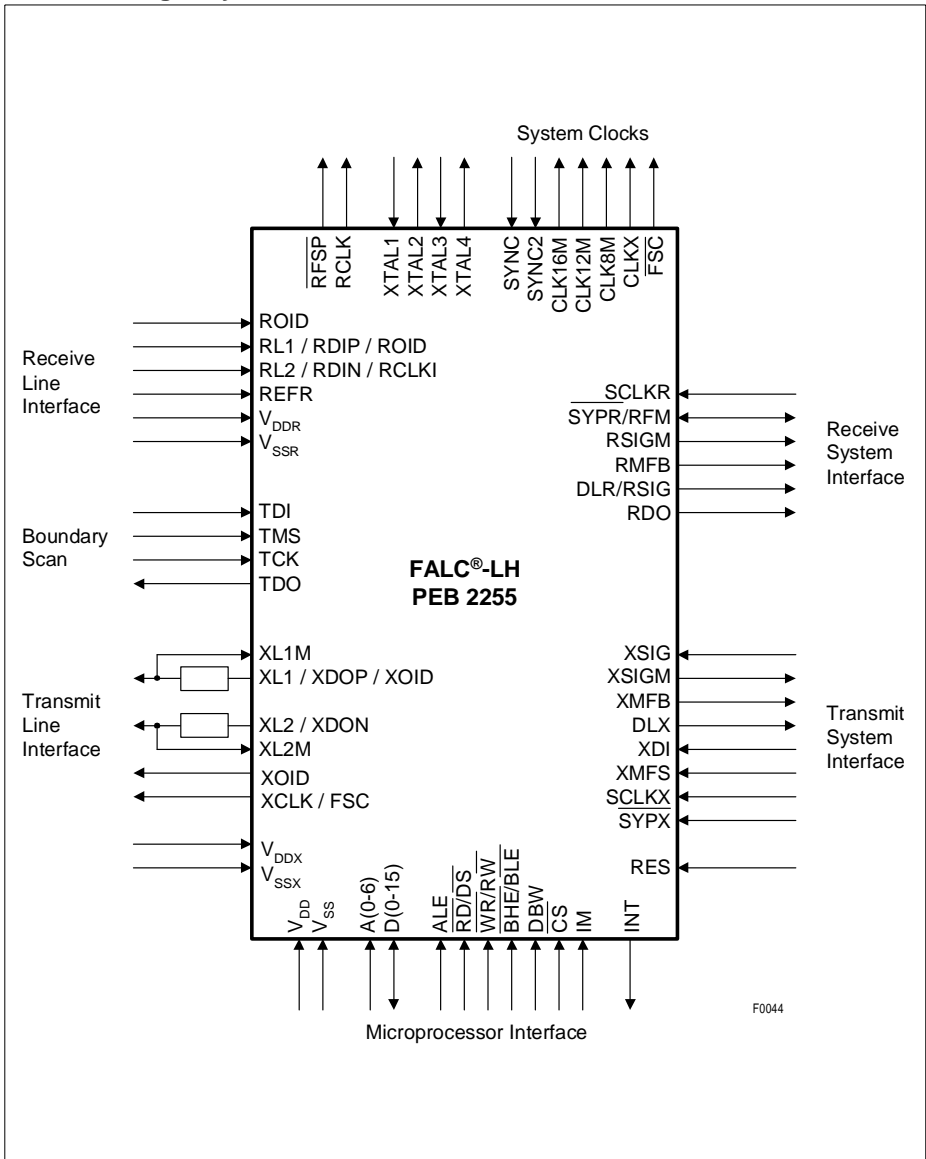 System Clocks
RFSP
RCLK
XTAL1
XTAL2
XTAL3
XTAL4
SYNC
SYNC2
CLK16M
CLK12M
CLK8M
CLKX
FSC
Receive
Line
Interface
ROID
RL1 / RDIP / ROID
RL2 / RDIN / RCLKI
REFR
VDDR
VSSR
Boundary
Scan
TDI
TMS
TCK
TDO
FALC®-LH
PEB 2255
SCLKR
SYPR/RFM
RSIGM
RMFB
DLR/RSIG
RDO
Receive
System
Interface
Transmit
Line
Interface
XL1M
XL1 / XDOP / XOID
XL2 / XDON
XL2M
XOID
XCLK / FSC
VDDX
VSSX
XSIG
XSIGM
XMFB
DLX
XDI
XMFS
SCLKX
SYPX
RES
Transmit
System
Interface
VDD
VSS
A(0-6)
D(0-15)
ALE
RD/DS
WR/RW
BHE/BLE
DBW
CS
IM
INT
Microprocessor Interface
F0044